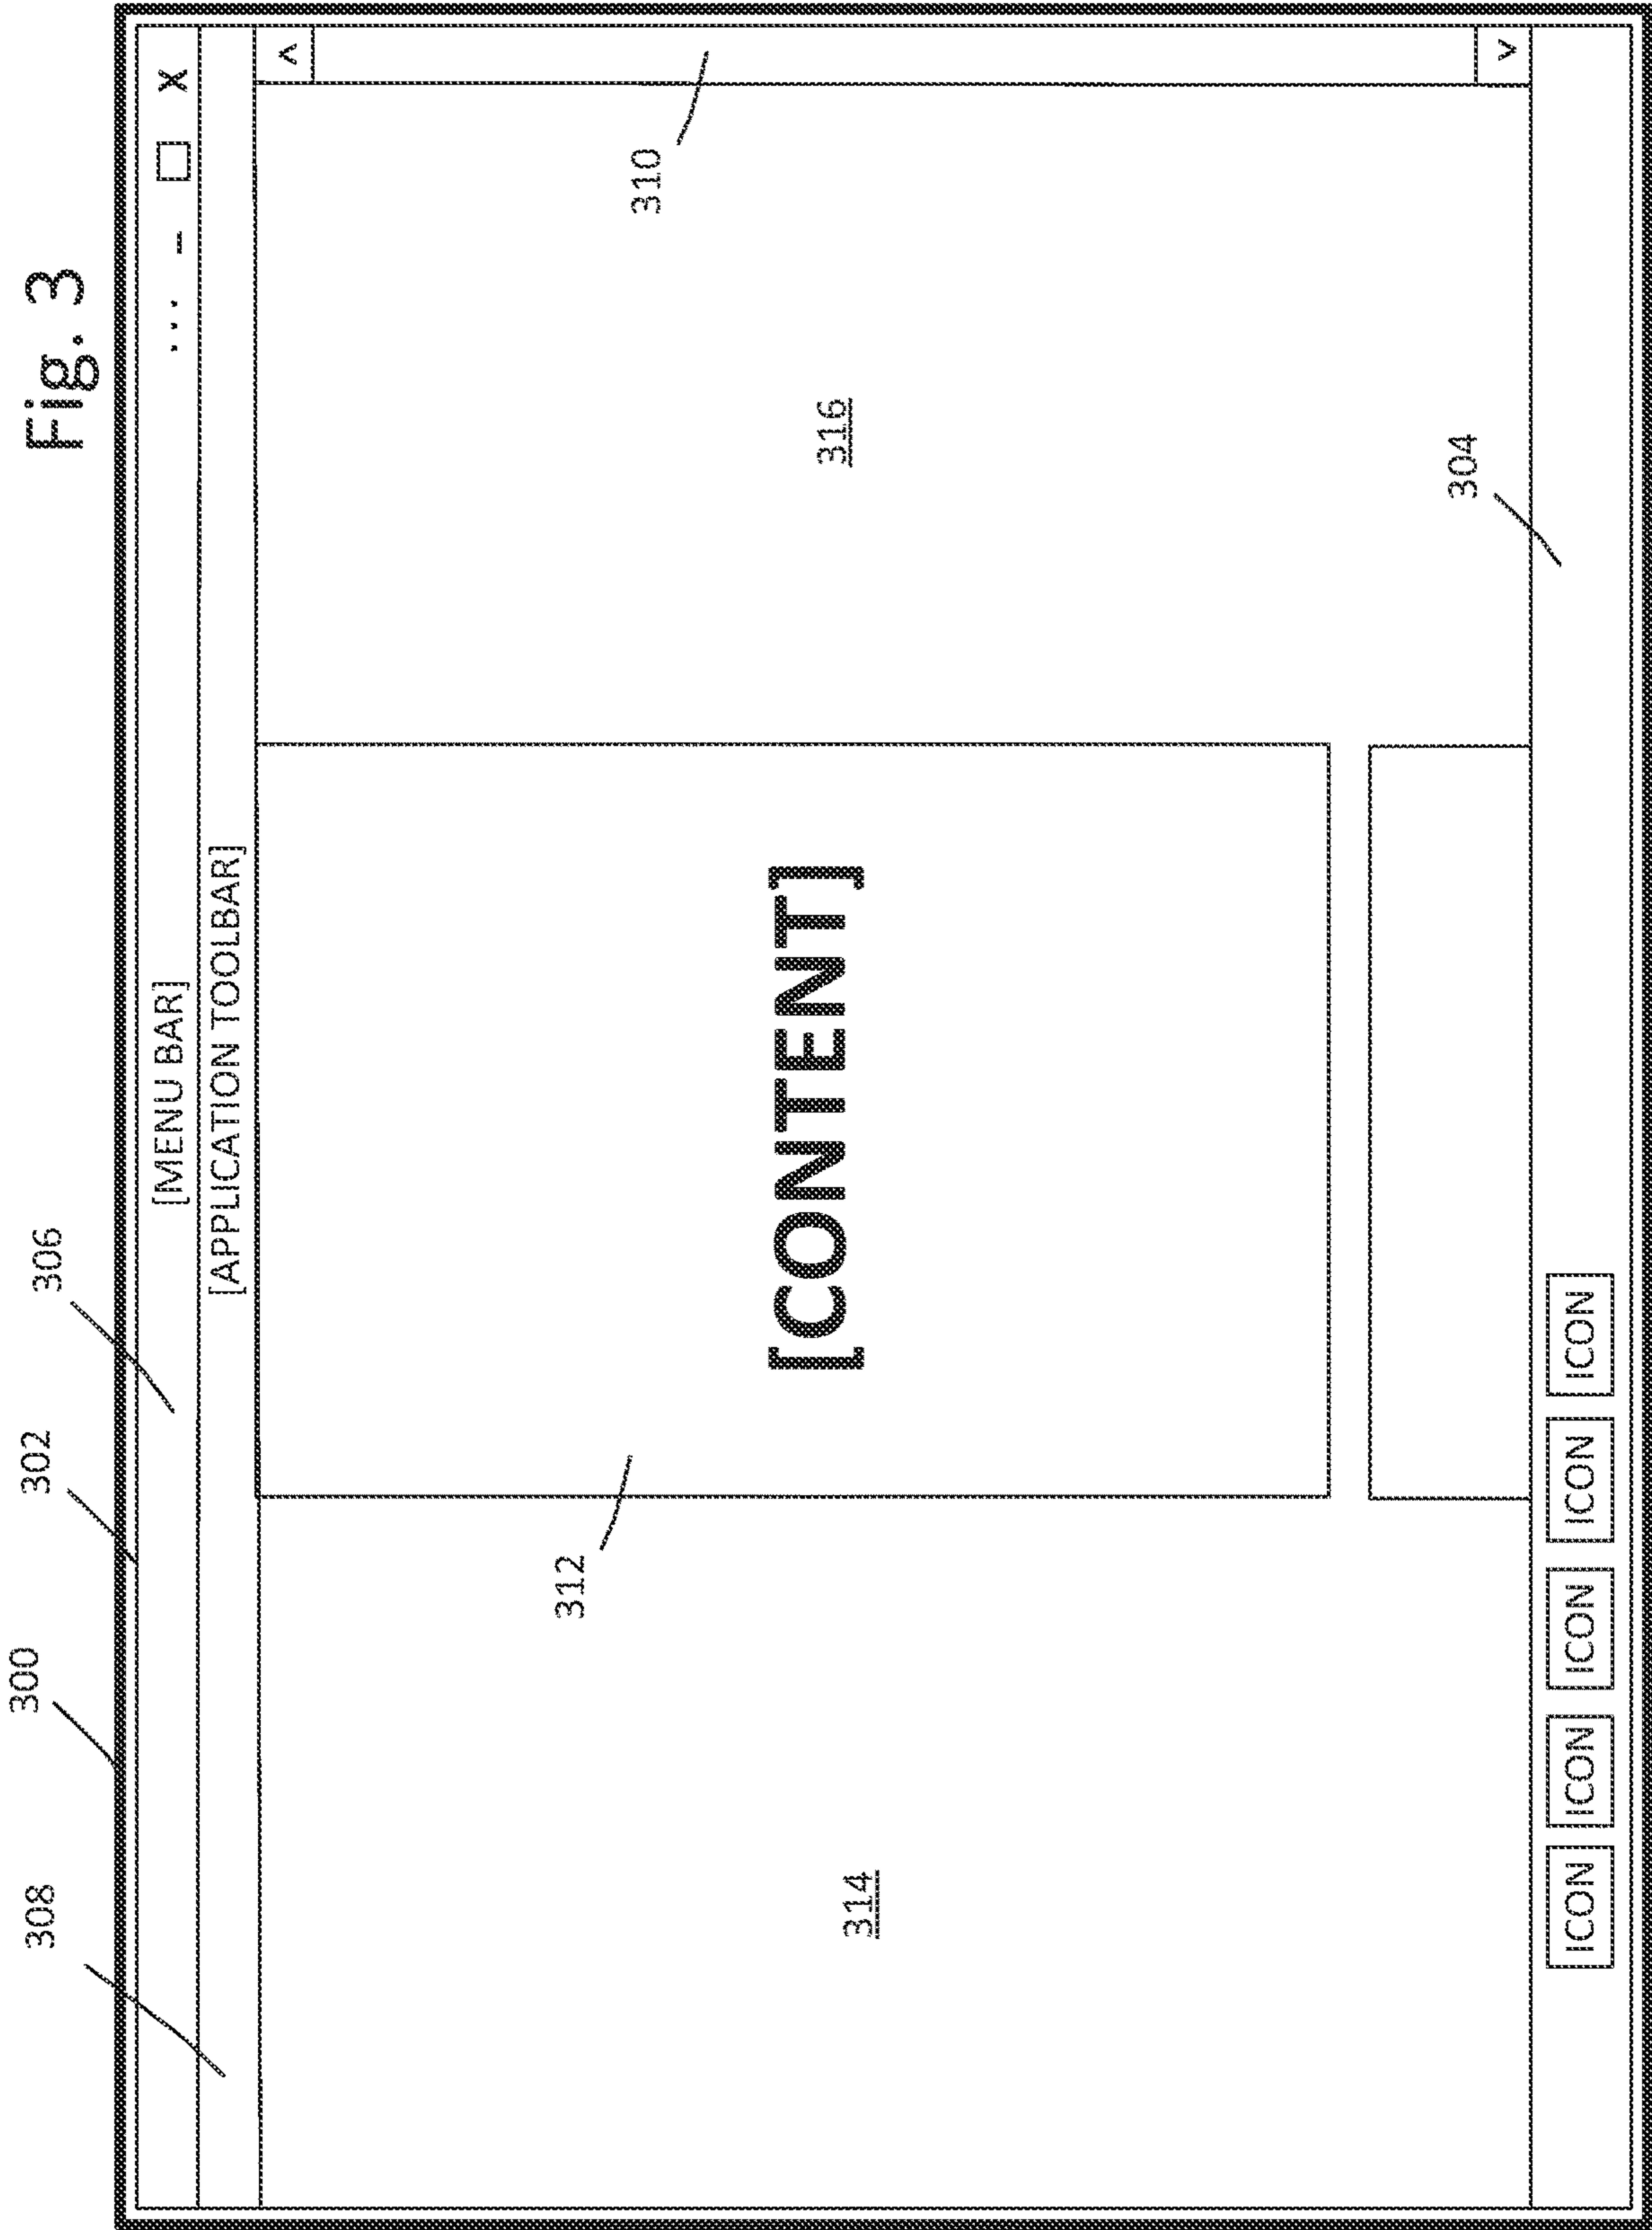 Fig. 3
308
300
302
306
[MENU BAR]
... – □ X
[APPLICATION TOOLBAR]
^
312
310
[CONTENT]
314
316
304
v
ICON
ICON
ICON
ICON
ICON